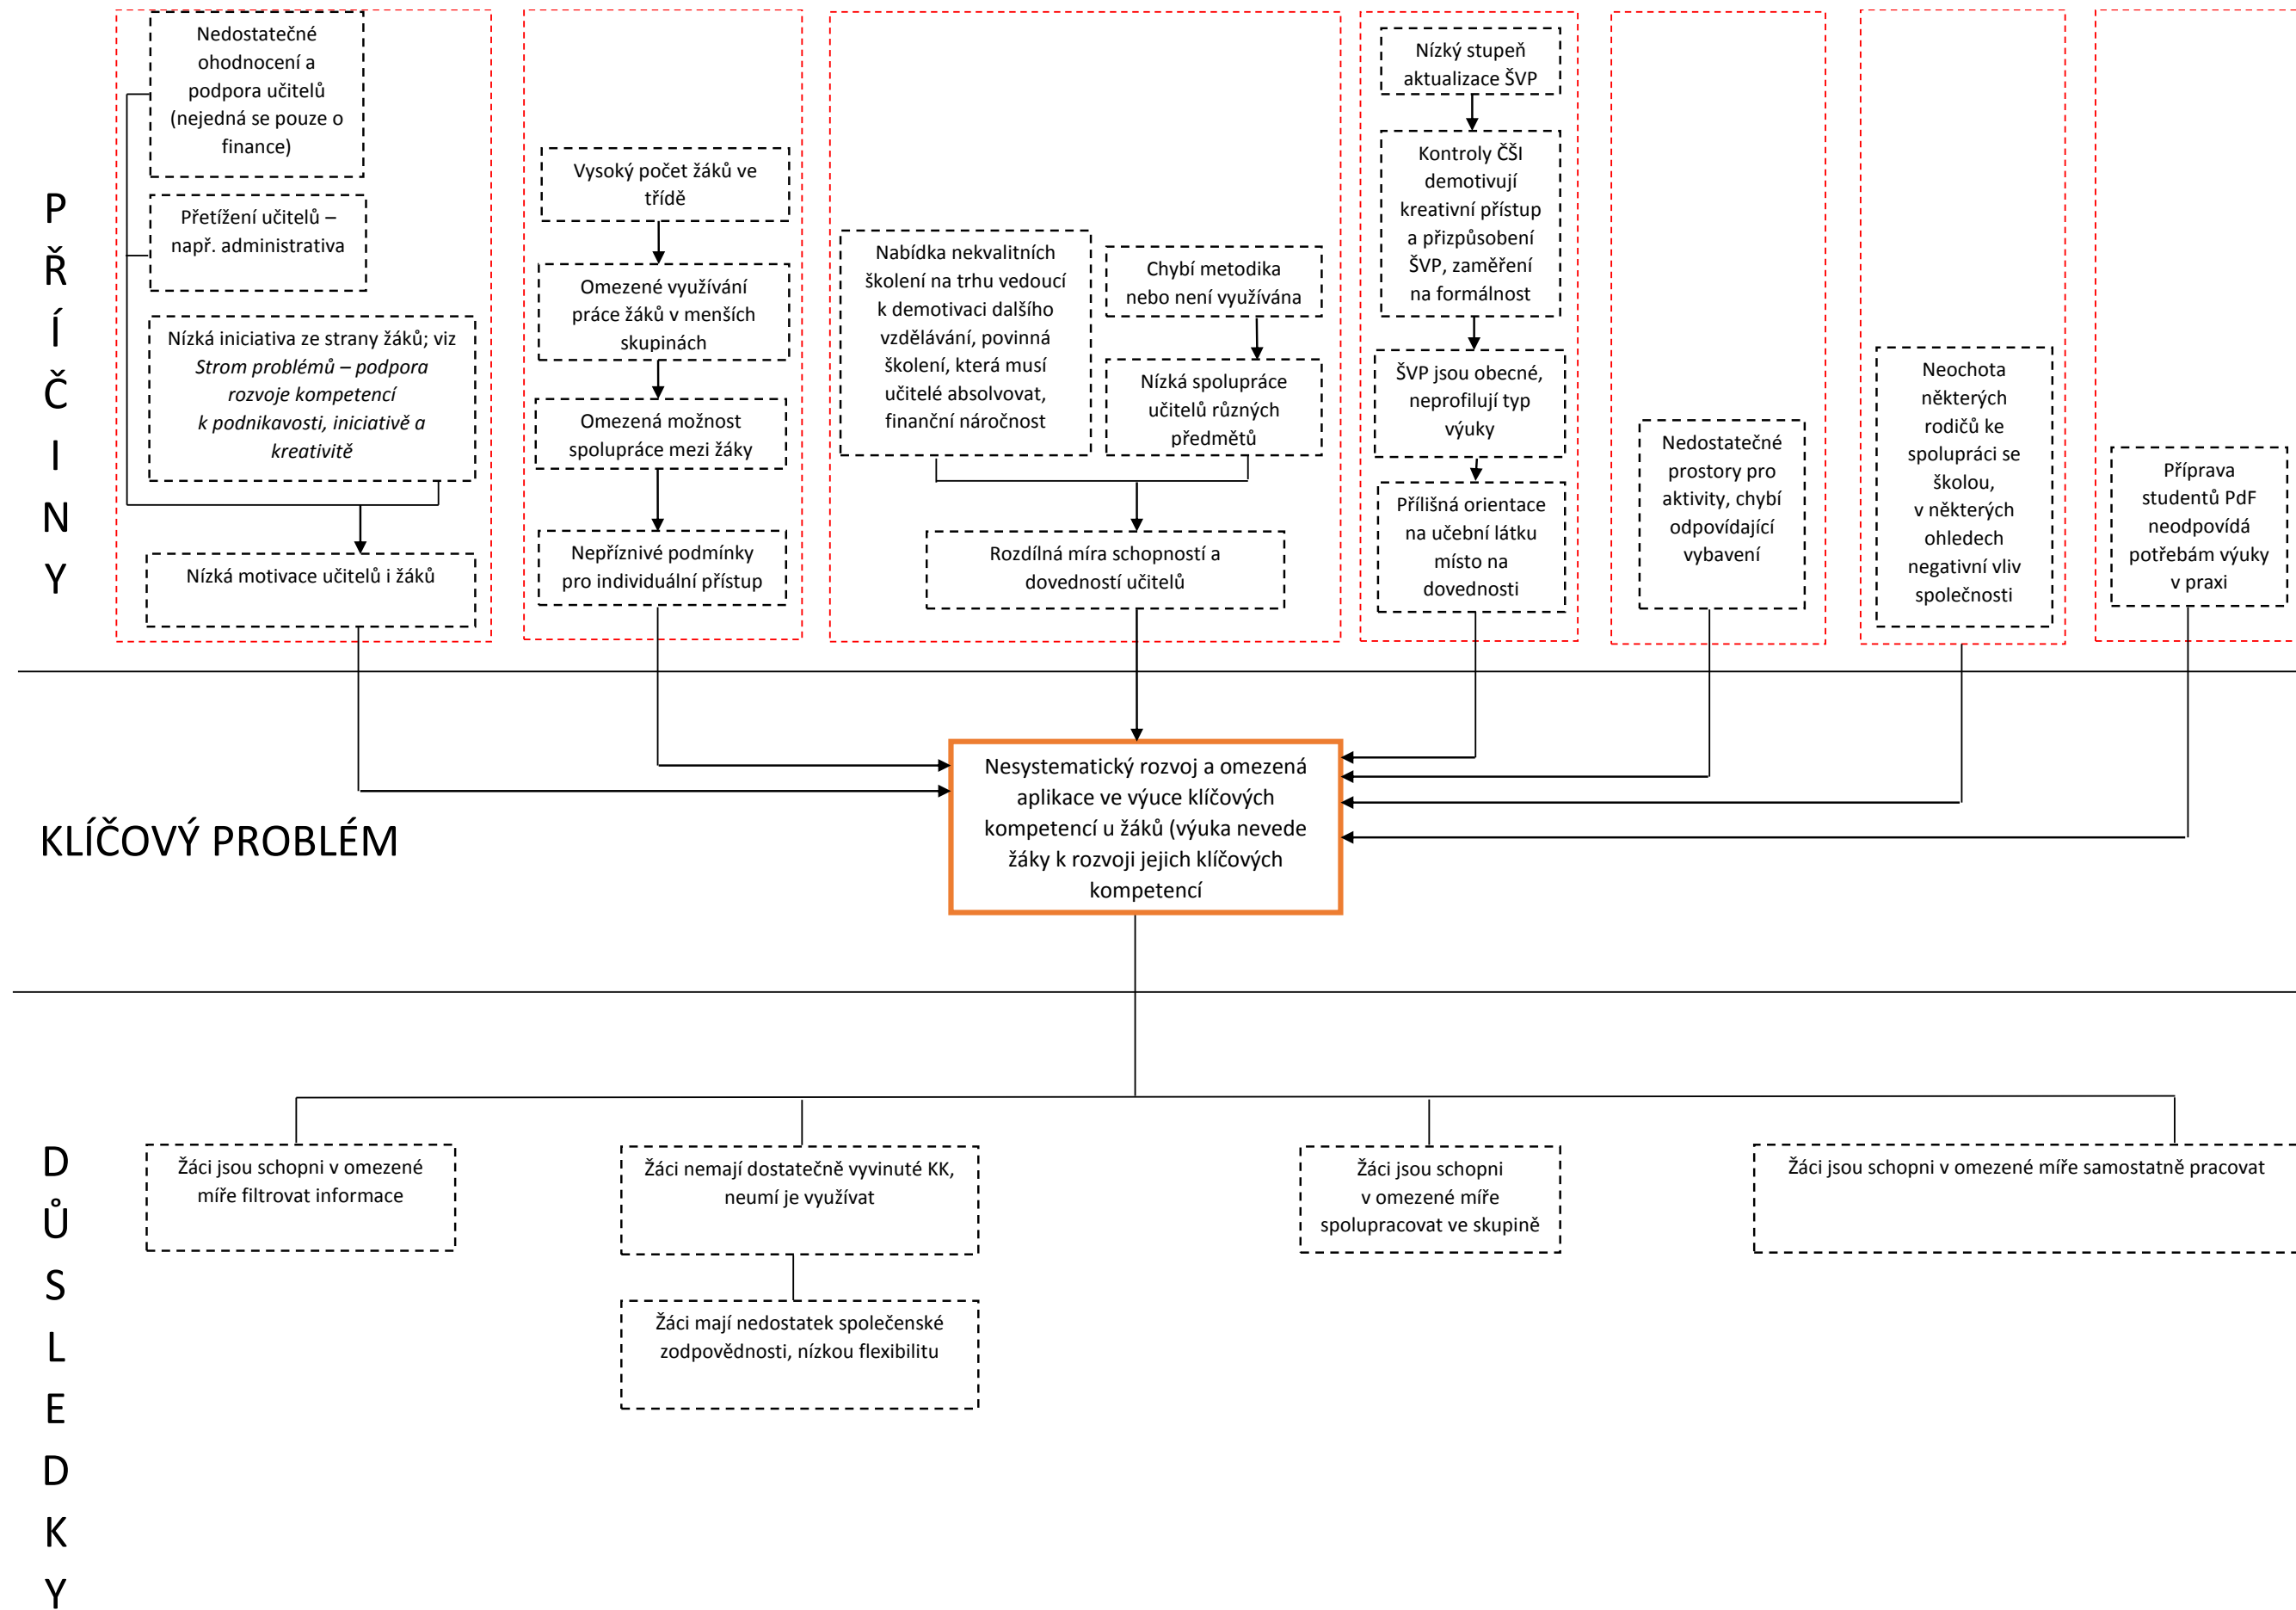 PŘÍČINY
Nedostatečné
ohodnocení a
podpora učitelů
(nejedná se pouze o
finance)
Přetížení učitelů –
např. administrativa
Nízká iniciativa ze strany žáků; viz
Strom problémů – podpora
rozvoje kompetencí
k podnikavosti, iniciativě a
kreativitě
Nízká motivace učitelů i žáků
Vysoký počet žáků ve
třídě
Omezené využívání
práce žáků v menších
skupinách
Omezená možnost
spolupráce mezi žáky
Nepříznivé podmínky
pro individuální přístup
Nabídka nekvalitních
školení na trhu vedoucí
k demotivaci dalšího
vzdělávání, povinná
školení, která musí
učitelé absolvovat,
finanční náročnost
Chybí metodika
nebo není využívána
Nízká spolupráce
učitelů různých
předmětů
Rozdílná míra schopností a
dovedností učitelů
Nízký stupeň
aktualizace ŠVP
Kontroly ČŠI
demotivují
kreativní přístup
a přizpůsobení
ŠVP, zaměření
na formálnost
ŠVP jsou obecné,
neprofilují typ
výuky
Přílišná orientace
na učební látku
místo na
dovednosti
Nedostatečné
prostory pro
aktivity, chybí
odpovídající
vybavení
Neochota
některých
rodičů ke
spolupráci se
školou,
v některých
ohledech
negativní vliv
společnosti
Příprava
studentů PdF
neodpovídá
potřebám výuky
v praxi
KLÍČOVÝ PROBLÉM
Nesystematický rozvoj a omezená
aplikace ve výuce klíčových
kompetencí u žáků (výuka nevede
žáky k rozvoji jejich klíčových
kompetencí
DŮSLEDKY
Žáci jsou schopni v omezené
míře filtrovat informace
Žáci nemají dostatečně vyvinuté KK,
neumí je využívat
Žáci mají nedostatek společenské
zodpovědnosti, nízkou flexibilitu
Žáci jsou schopni
v omezené míře
spolupracovat ve skupině
Žáci jsou schopni v omezené míře samostatně pracovat